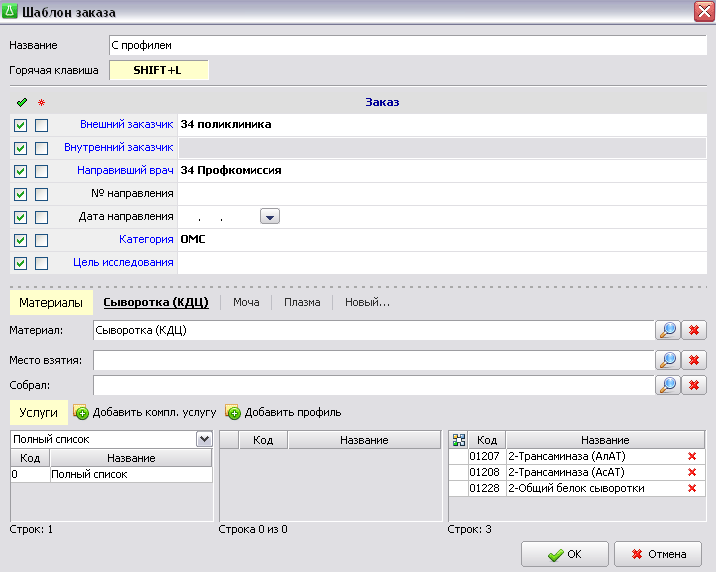 Шаблон заказа
Название С профилем
Горячая клавиша SHIFT+L
Заказ
Внешний заказчик 34 поликлиника
Внутренний заказчик
Направивший врач 34 Профкомиссия
№ направления
Дата направления . .
Категория ОМС
Цель исследования
Материалы Сыворотка (КДЦ) Моча Плазма Новый...
Материал: Сыворотка (КДЦ)
Место взятия:
Собрал:
Услуги Добавить компл. услугу Добавить профиль
Полный список
Код Название
0 Полный список
Строк: 1
Код Название
Строка 0 из 0
Код Название
01207 2-Трансаминаза (АлАТ)
01208 2-Трансаминаза (АсАТ)
01228 2-Общий белок сыворотки
Строк: 3
OK Отмена